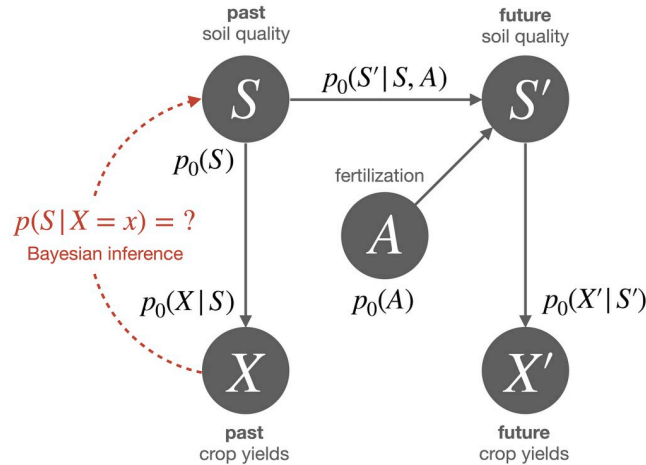 past
soil quality
future
soil quality
S
p₀(S′|S, A)
S′
p₀(S)
fertilization
A
p₀(A)
p(S|X = x) = ?
Bayesian inference
p₀(X|S)
p₀(X′|S′)
X
X′
past
crop yields
future
crop yields